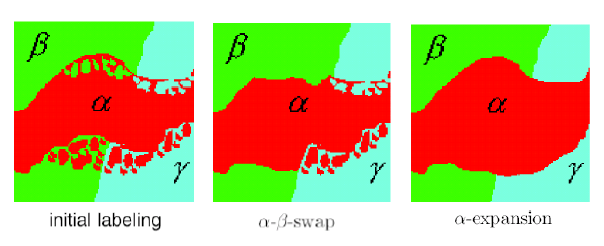 β α γ
β α γ
β α γ
initial labeling
α-β-swap
α-expansion